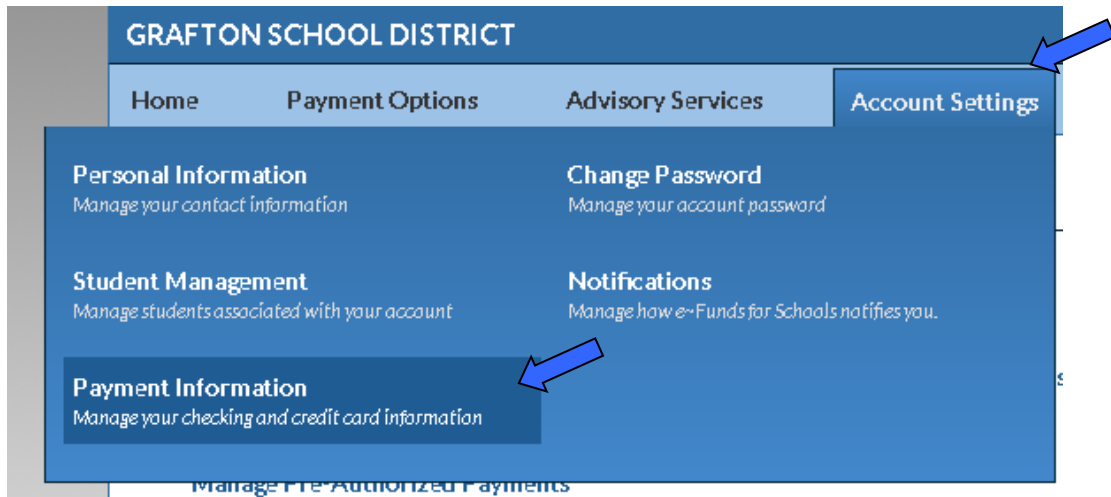 GRAFTON SCHOOL DISTRICT
Home Payment Options Advisory Services Account Settings
Personal Information
Manage your contact information
Change Password
Manage your account password
Student Management
Manage students associated with your account
Notifications
Manage how e~Funds for Schools notifies you.
Payment Information
Manage your checking and credit card information
Manage Pre-Authorized Payments